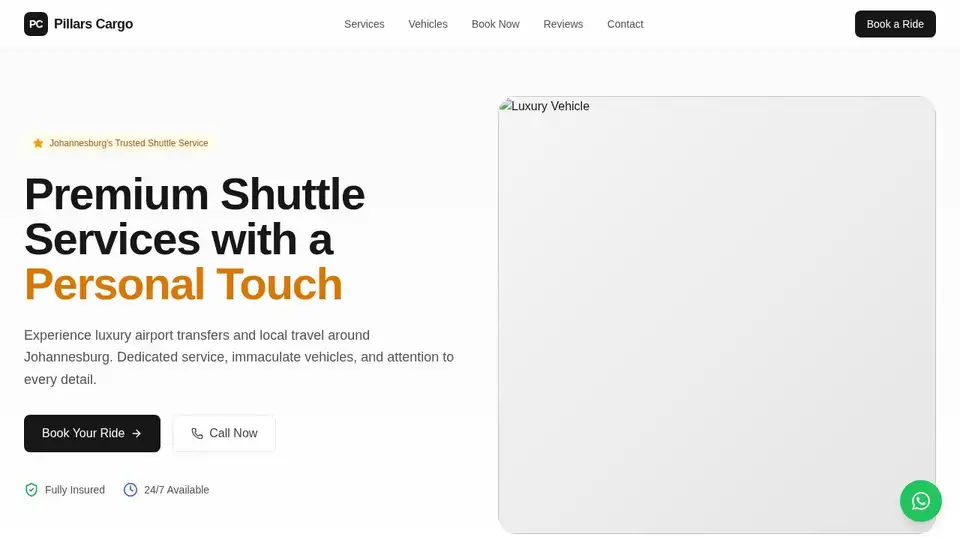 PC Pillars Cargo
Services
Vehicles
Book Now
Reviews
Contact
Book a Ride
Johannesburg's Trusted Shuttle Service
Premium Shuttle
Services with a
Personal Touch
Experience luxury airport transfers and local travel around
Johannesburg. Dedicated service, immaculate vehicles, and attention to
every detail.
Book Your Ride
Call Now
Fully Insured
24/7 Available
Luxury Vehicle